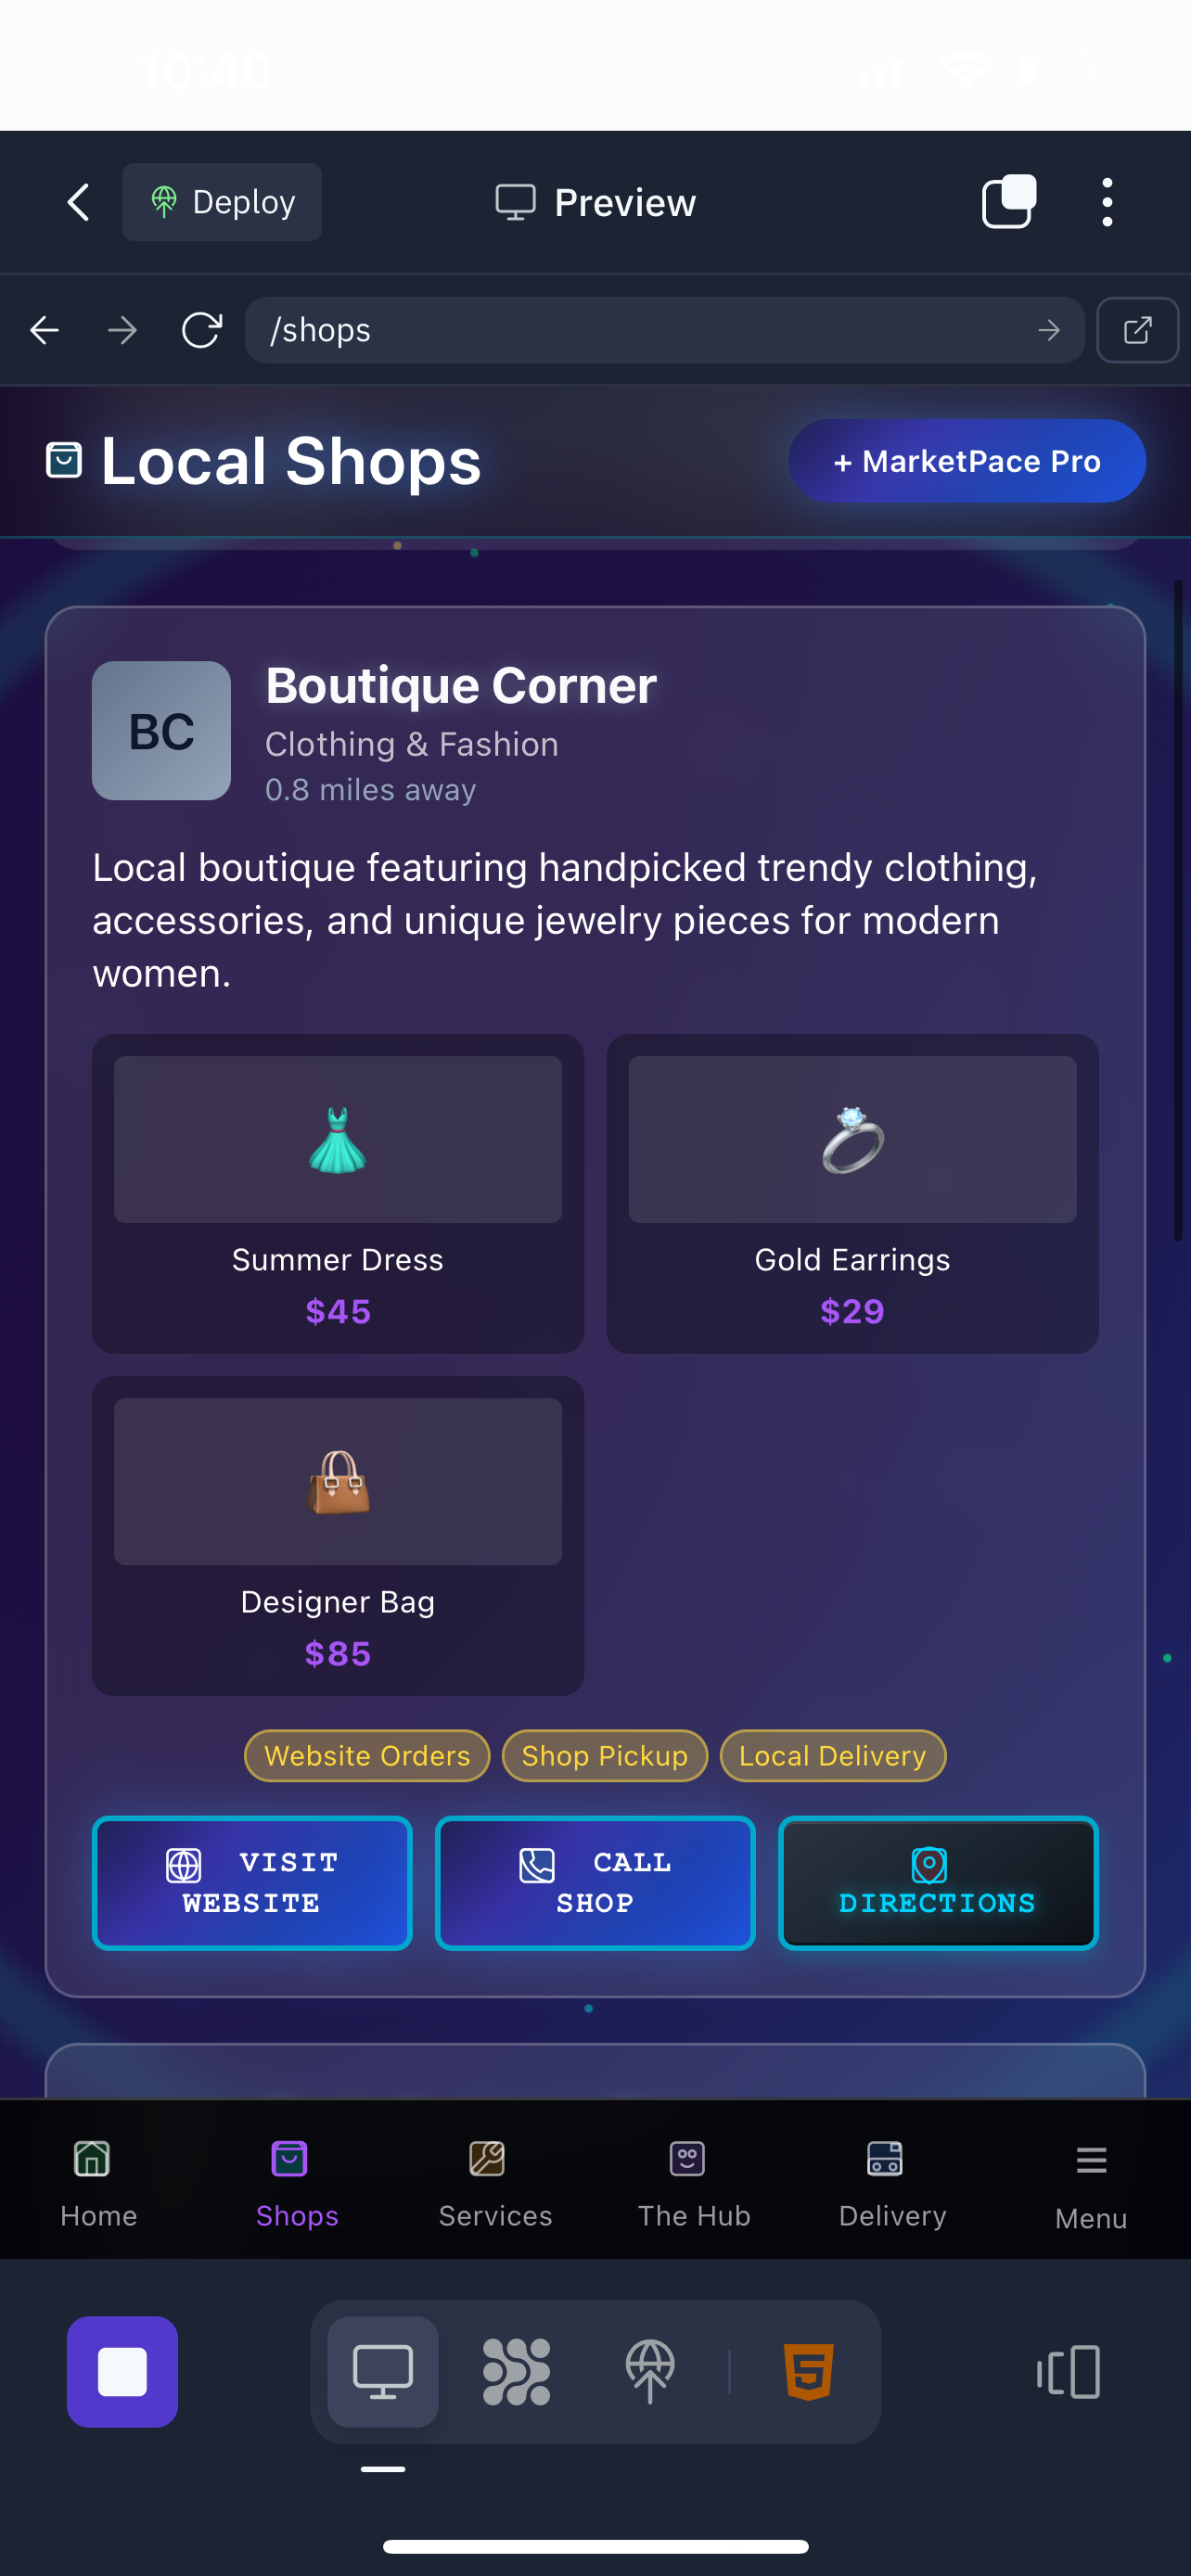 10:40
Deploy
Preview
/shops
Local Shops
+ MarketPace Pro
BC
Boutique Corner
Clothing & Fashion
0.8 miles away
Local boutique featuring handpicked trendy clothing,
accessories, and unique jewelry pieces for modern
women.
Summer Dress
$45
Gold Earrings
$29
Designer Bag
$85
Website Orders
Shop Pickup
Local Delivery
VISIT
WEBSITE
CALL
SHOP
DIRECTIONS
Home
Shops
Services
The Hub
Delivery
Menu